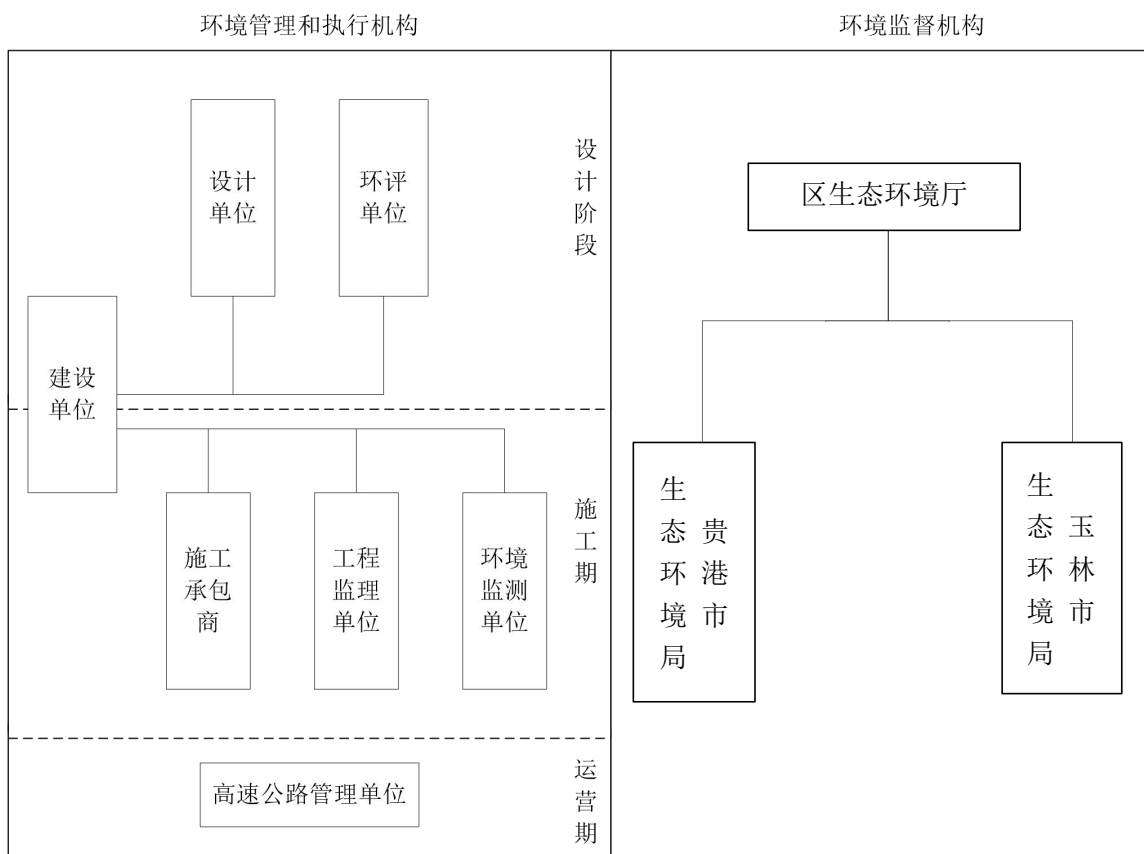 环境管理和执行机构
环境监督机构
设计
单位
环评
单位
设计阶段
建设
单位
施工
承包
商
工程
监理
单位
环境
监测
单位
施工期
高速公路管理单位
运营期
区生态环境厅
贵港市
生态环境局
玉林市
生态环境局